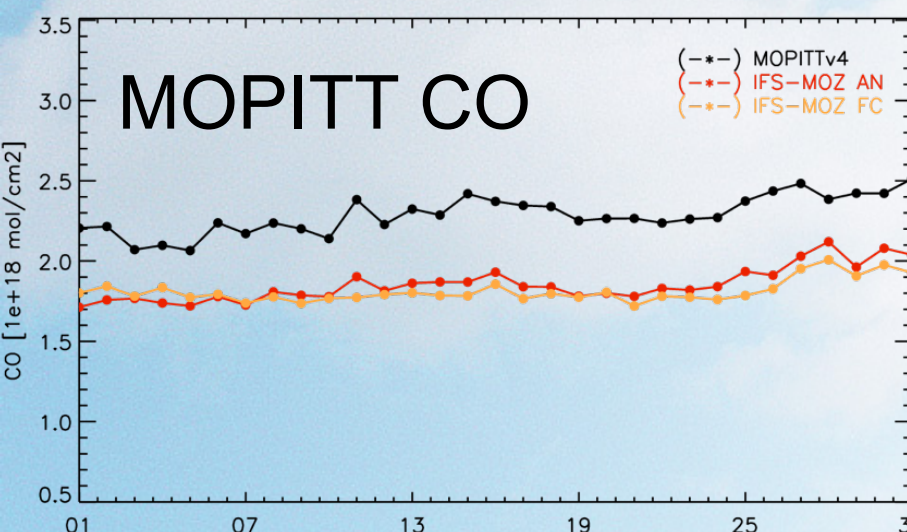 3.5
MOPITT CO
(-*-) MOPITTv4
(-*-) IFS-MOZ AN
(-*-) IFS-MOZ FC
3.0
2.5
2.0
1.5
1.0
0.5
CO [1e+18 mol/cm2]
01 07 13 19 25